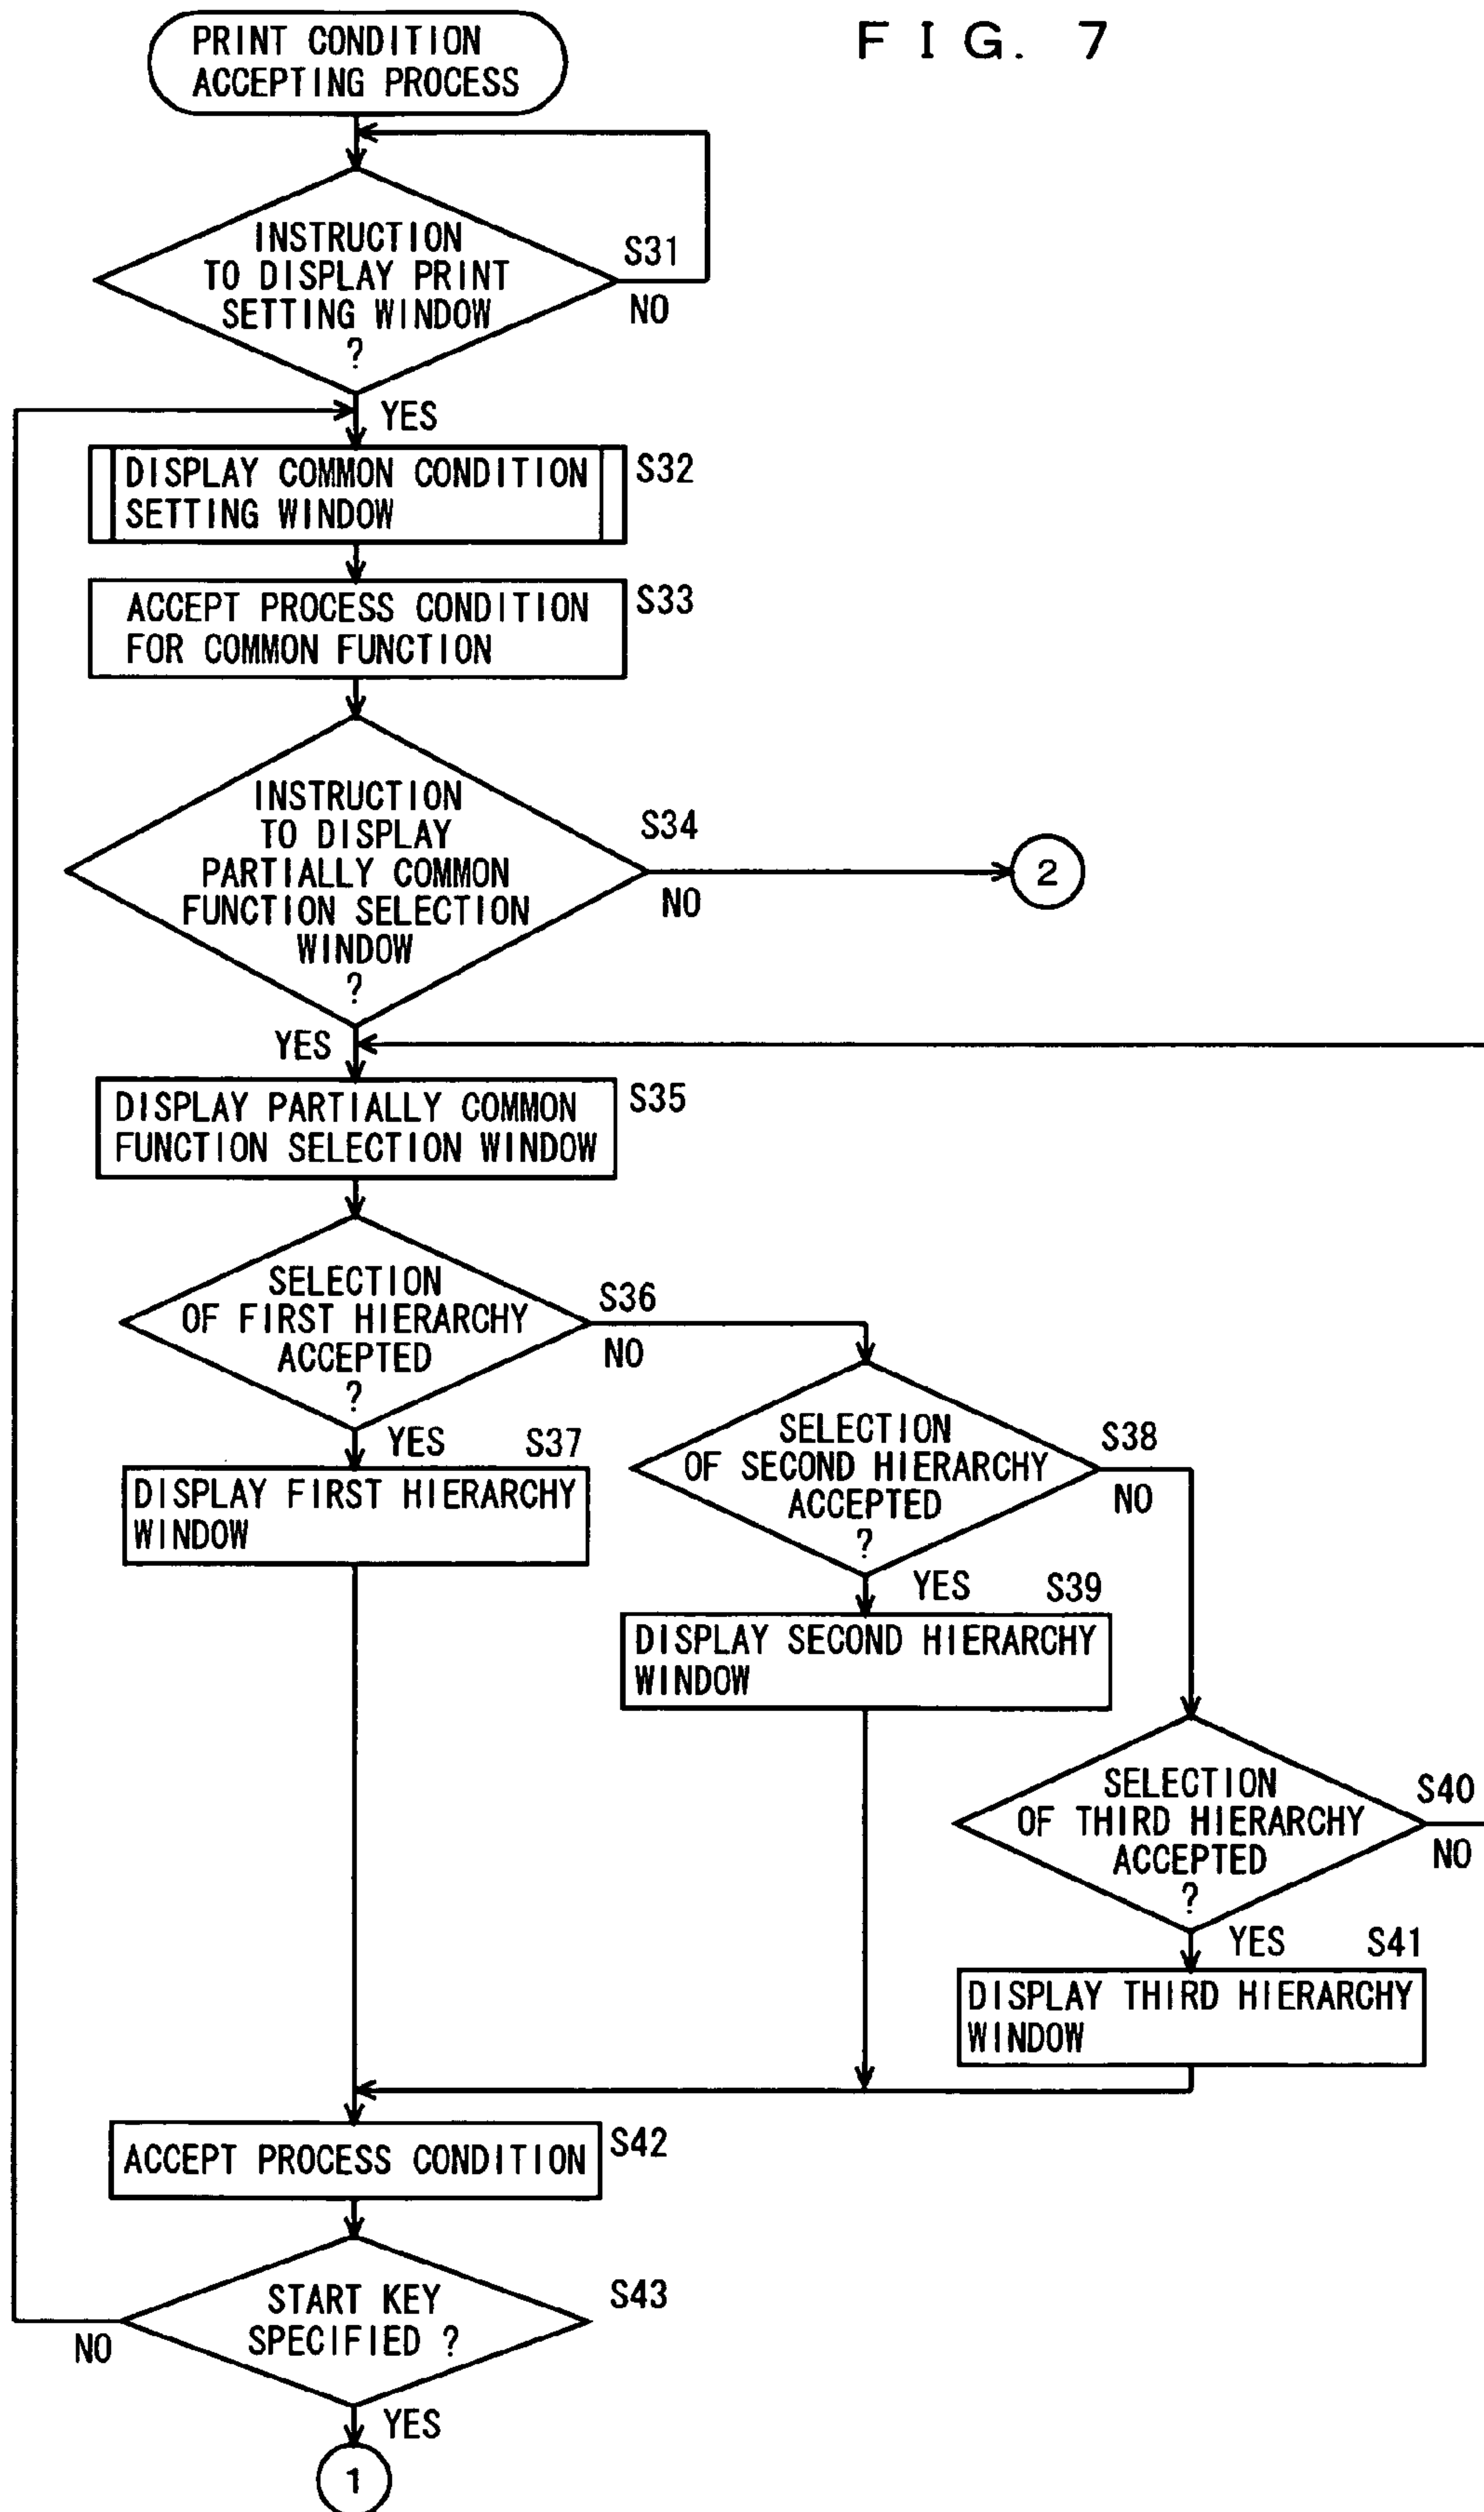 FIG. 7
PRINT CONDITION
ACCEPTING PROCESS
INSTRUCTION
TO DISPLAY PRINT
SETTING WINDOW
?
S31
NO
YES
DISPLAY COMMON CONDITION
SETTING WINDOW
S32
ACCEPT PROCESS CONDITION
FOR COMMON FUNCTION
S33
INSTRUCTION
TO DISPLAY
PARTIALLY COMMON
FUNCTION SELECTION
WINDOW
?
S34
NO
2
YES
DISPLAY PARTIALLY COMMON
FUNCTION SELECTION WINDOW
S35
SELECTION
OF FIRST HIERARCHY
ACCEPTED
?
S36
NO
YES
S37
DISPLAY FIRST HIERARCHY
WINDOW
SELECTION
OF SECOND HIERARCHY
ACCEPTED
?
S38
NO
YES
S39
DISPLAY SECOND HIERARCHY
WINDOW
SELECTION
OF THIRD HIERARCHY
ACCEPTED
?
S40
NO
YES
S41
DISPLAY THIRD HIERARCHY
WINDOW
ACCEPT PROCESS CONDITION
S42
START KEY
SPECIFIED ?
S43
NO
YES
1